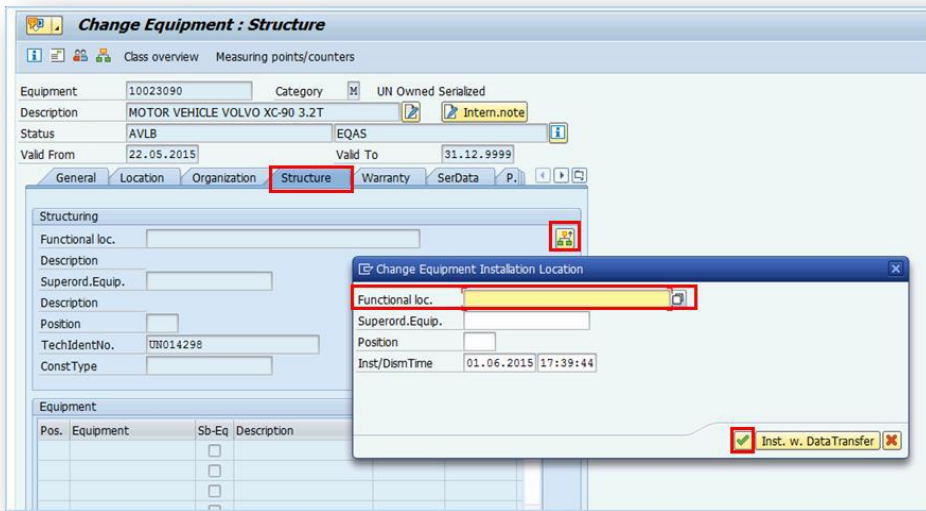 Change Equipment : Structure
Class overview Measuring points/counters
Equipment 10023090 Category M UN Owned Serialized
Description MOTOR VEHICLE VOLVO XC-90 3.2T Intern.note
Status AVLB EQAS
Valid From 22.05.2015 Valid To 31.12.9999
General Location Organization Structure Warranty SerData P.
Structuring
Functional loc.
Description
Superord.Equip.
Description
Position
TechIdentNo. UN014298
ConstType
Change Equipment Installation Location
Functional loc.
Superord.Equip.
Position
Inst/DismTime 01.06.2015 17:39:44
Inst. w. DataTransfer
Equipment
Pos. Equipment Sb-Eq Description